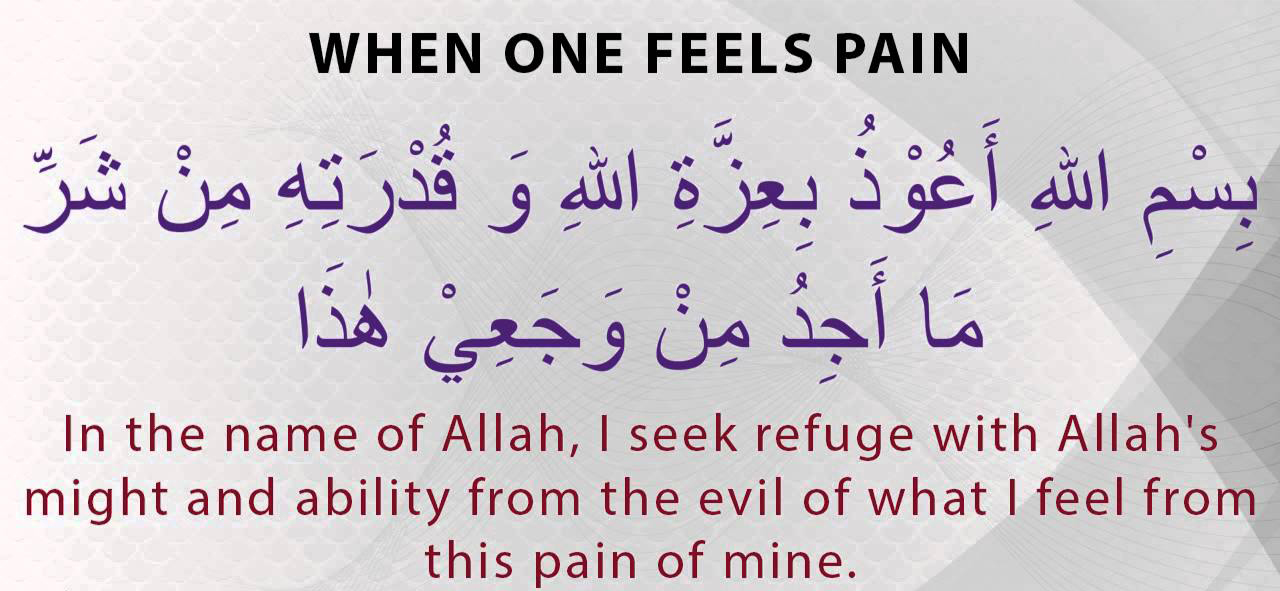 WHEN ONE FEELS PAIN
بِسْمِ اللهِ أَعُوْذُ بِعِزَّةِ اللهِ وَ قُدْرَتِهِ مِنْ شَرِّ
مَا أَجِدُ مِنْ وَجَعِيْ هٰذَا
In the name of Allah, I seek refuge with Allah's
might and ability from the evil of what I feel from
this pain of mine.